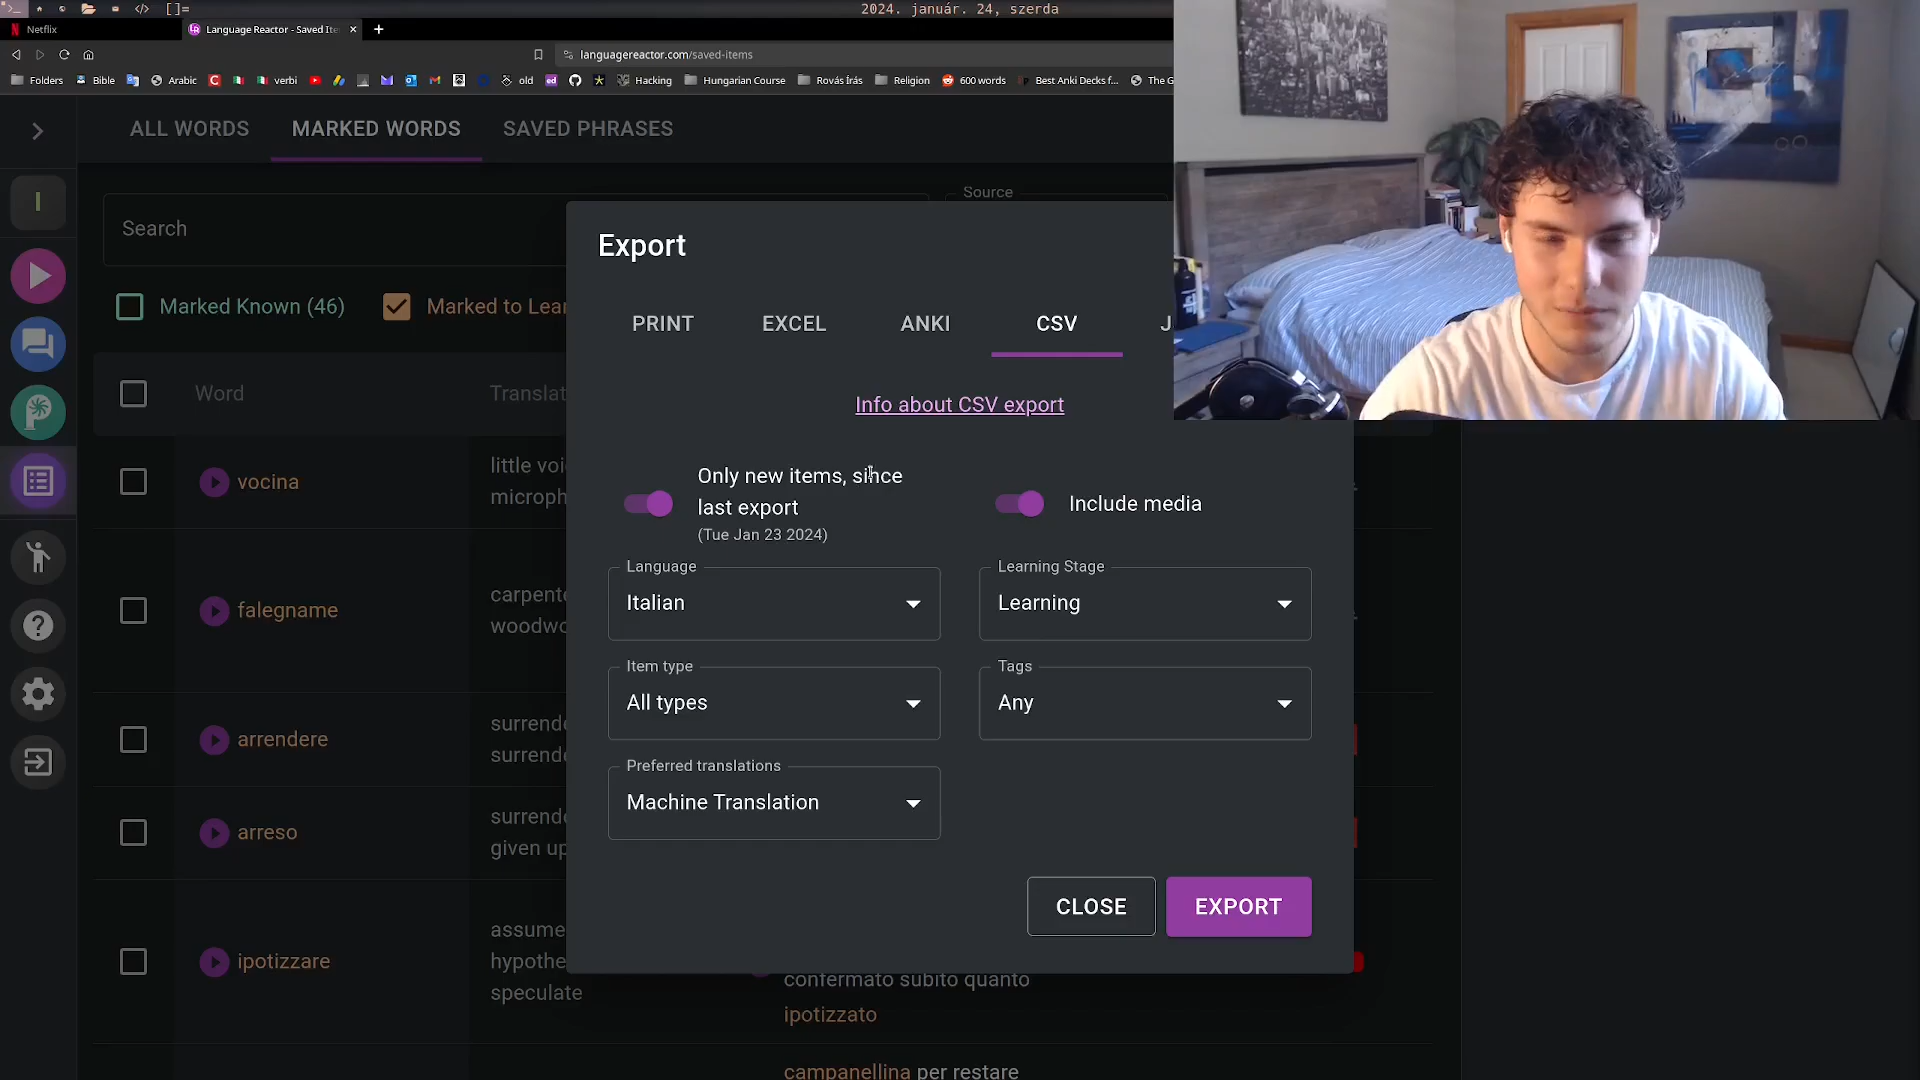 2024. január. 24, szerda
Netflix
Language Reactor - Saved Ite
languagereactor.com/saved-items
Folders
Bible
Arabic
verbi
old
Hacking
Hungarian Course
Rovás Írás
Religion
600 words
Best Anki Decks f...
The G
ALL WORDS
MARKED WORDS
SAVED PHRASES
Source
Search
Marked Known (46)
Marked to Lear
Word
Translat
vocina
little voi
microph
falegname
carpente
woodwo
arrendere
surrende
surrende
arreso
surrende
given up
ipotizzare
assume
hypothe
speculate
confermato subito quanto
ipotizzato
campanellina per restare
Export
PRINT
EXCEL
ANKI
CSV
J
Info about CSV export
Only new items, since
last export
(Tue Jan 23 2024)
Include media
Language
Italian
Learning Stage
Learning
Item type
All types
Tags
Any
Preferred translations
Machine Translation
CLOSE
EXPORT